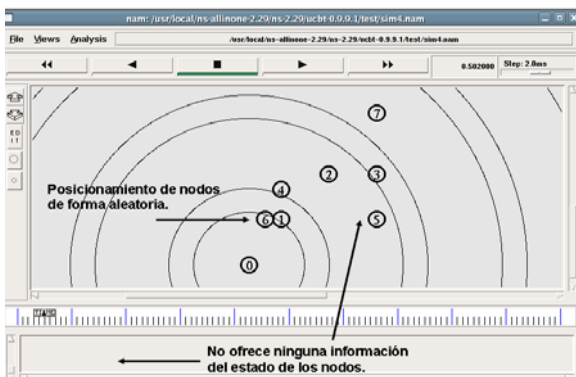 nam: /usr/local/ns-allinone-2.29/ns-2.29/ucbt-0.9.9.1/test/sim4.nam
File Views Analysis /usr/local/ns-allinone-2.29/ns-2.29/ucbt-0.9.9.1/test/sim4.nam
0.502000 Step: 2.0ms
E D
I T
7
2 3
Posicionamiento de nodos
de forma aleatoria.
4
6 1 5
0
TIME
No ofrece ninguna información
del estado de los nodos.